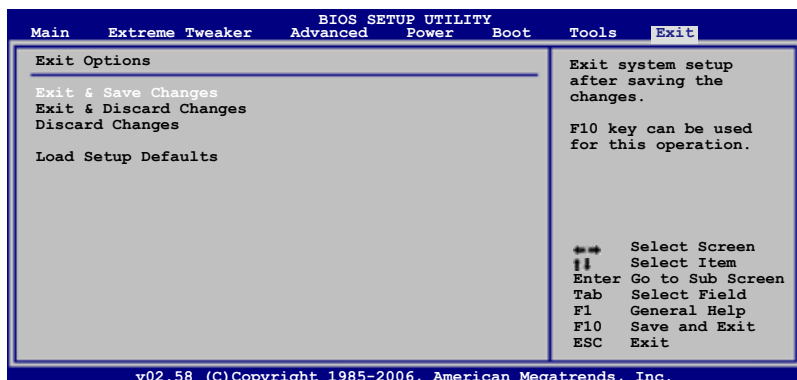 BIOS SETUP UTILITY
Main Extreme Tweaker Advanced Power Boot Tools Exit
Exit Options
Exit & Save Changes
Exit & Discard Changes
Discard Changes
Load Setup Defaults
Exit system setup
after saving the
changes.
F10 key can be used
for this operation.
Select Screen
Select Item
Enter Go to Sub Screen
Tab Select Field
F1 General Help
F10 Save and Exit
ESC Exit
v02.58 (C)Copyright 1985-2006, American Megatrends, Inc.